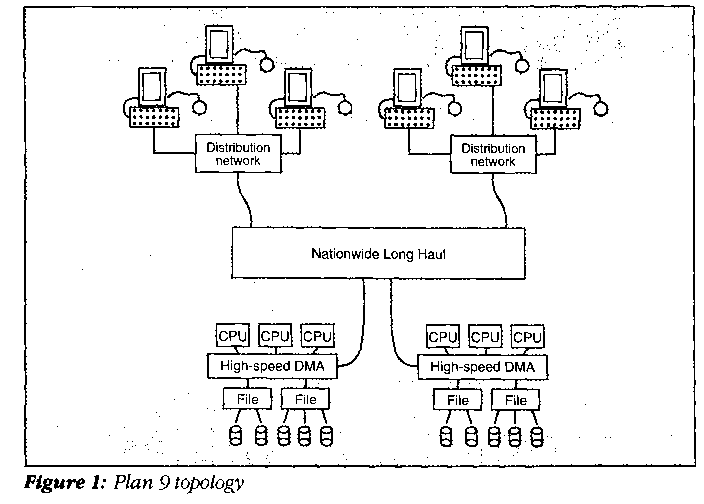 Distribution
network
Distribution
network
Nationwide Long Haul
CPU CPU CPU
CPU CPU CPU
High-speed DMA
High-speed DMA
File File
File File
Figure 1: Plan 9 topology